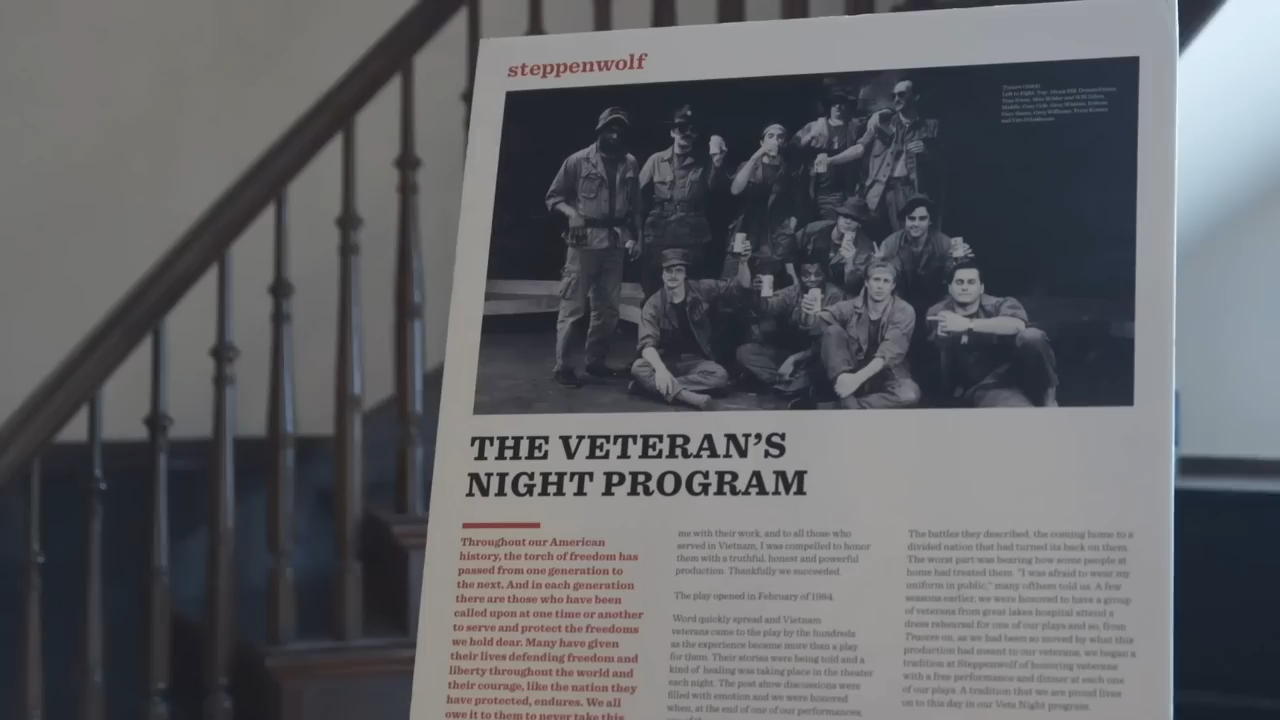 steppenwolf
THE VETERAN'S
NIGHT PROGRAM
Throughout our American
history, the torch of freedom has
passed from one generation to
the next. And in each generation
there are those who have been
called upon at one time or another
to serve and protect the freedoms
we hold dear. Many have given
their lives defending freedom and
liberty throughout the world and
their courage, like the nation they
have protected, endures. We all
owe it to them to never take this
me with their work, and to all those who
served in Vietnam, I was compelled to honor
them with a truthful, honest and powerful
production. Thankfully we succeeded.
The play opened in February of 1984.
Word quickly spread and Vietnam
veterans came to the play by the hundreds
as the experience became more than a play
for them. Their stories were being told and a
kind of healing was taking place in the theater
each night. The post show discussions were
filled with emotion and we were honored
when, at the end of one of our performances,
The battles they described, the coming home to a
divided nation that had turned its back on them.
The worst part was hearing how some people at
home had treated them. "I was afraid to wear my
uniform in public," many ofthem told us. A few
seasons earlier, we were honored to have a group
of veterans from great lakes hospital attend a
dress rehearsal for one of our plays and so, from
Tracers on, as we had been so moved by what this
production had meant to our veterans, we began a
tradition at Steppenwolf of honoring veterans
with a free performance and dinner at each one
of our plays. A tradition that we are proud lives
on to this day in our Vets Night program.